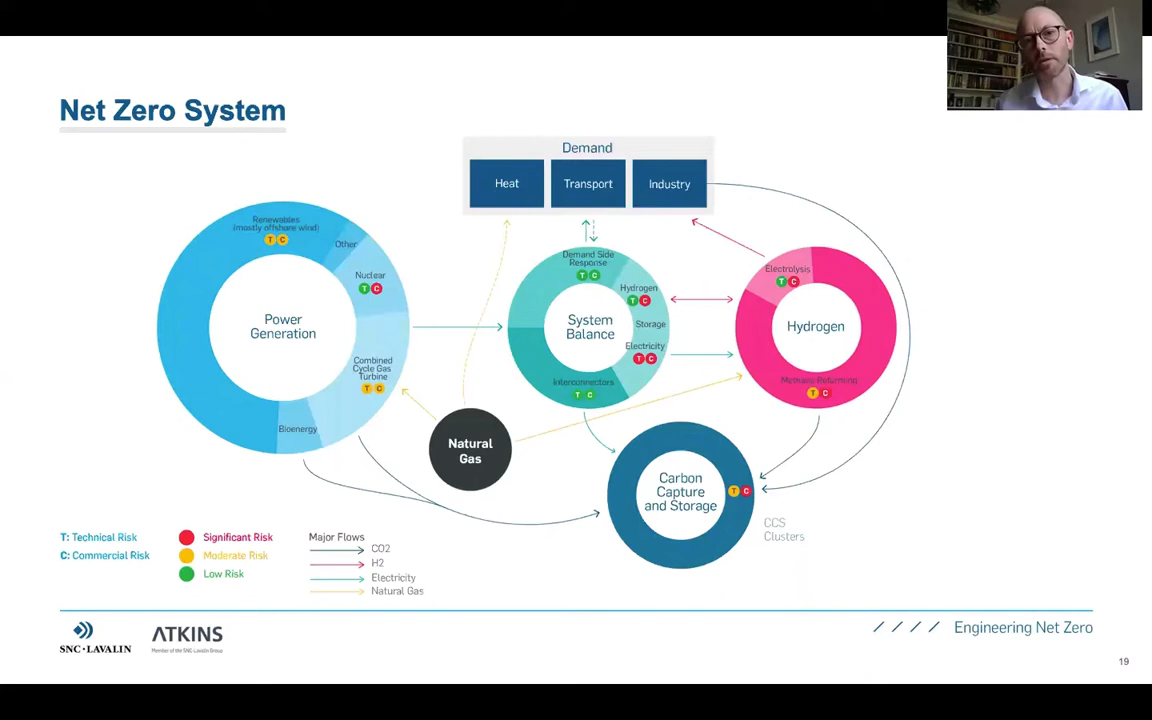 Net Zero System
Demand
Heat
Transport
Industry
Renewables
(mostly offshore wind)
T C
Other
Nuclear
T C
Power
Generation
Combined
Cycle Gas
Turbine
T C
Bioenergy
Demand Side
Response
T C
Hydrogen
T C
System
Balance
Storage
Electricity
T C
Interconnectors
T C
Electrolysis
T C
Hydrogen
Methane Reforming
T C
Natural
Gas
Carbon
Capture
and Storage
T C
CCS
Clusters
T: Technical Risk
C: Commercial Risk
Significant Risk
Moderate Risk
Low Risk
Major Flows
CO2
H2
Electricity
Natural Gas
SNC·LAVALIN
ATKINS
Member of the SNC-Lavalin Group
Engineering Net Zero
19